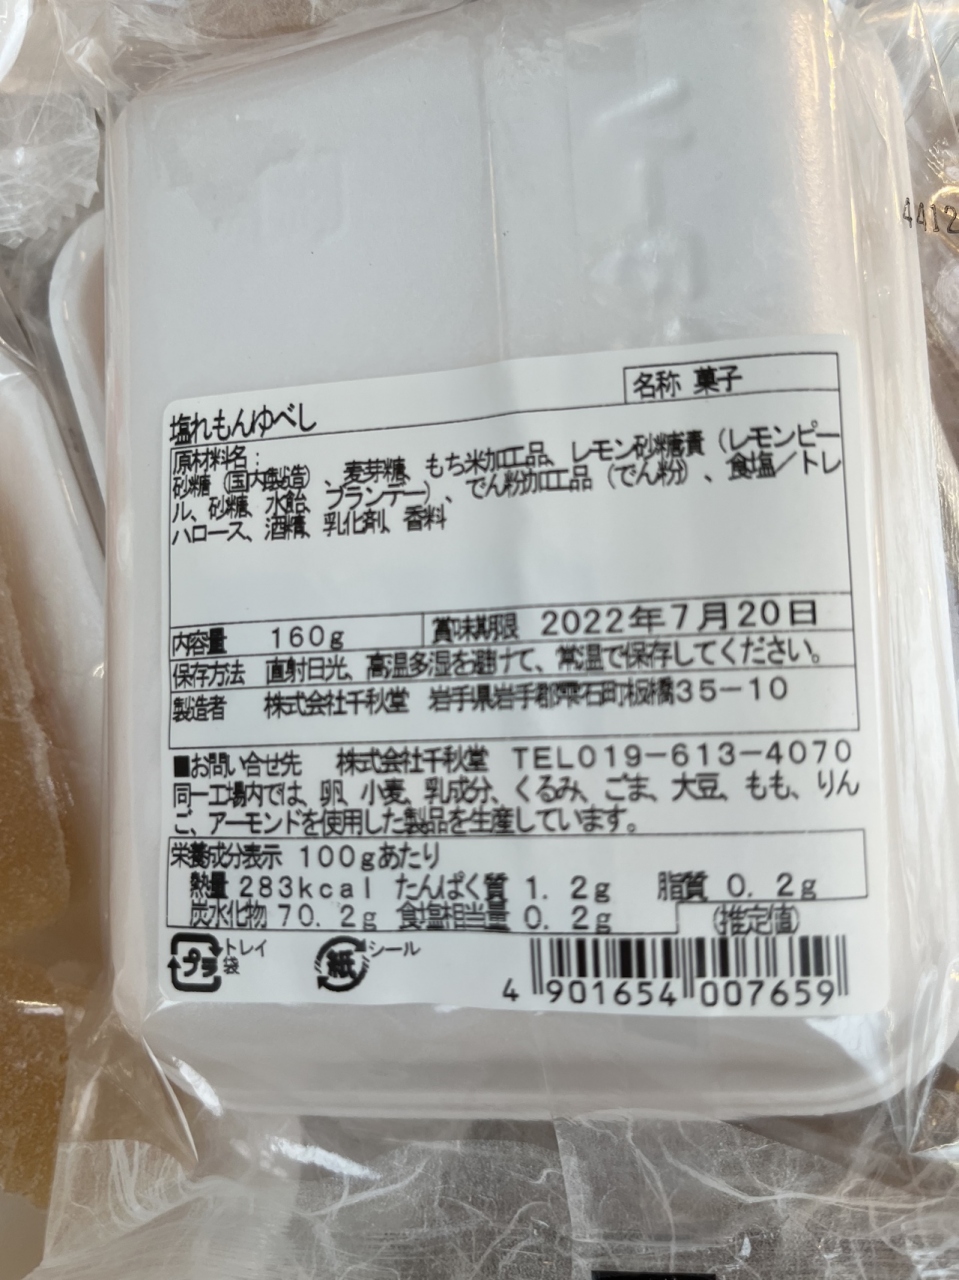 4412
名称 菓子
塩れもんゆべし
原材料名:
砂糖(国内製造)、麦芽糖、もち米加工品、レモン砂糖漬(レモンピー
ル、砂糖、水飴、ブランデー)、でん粉加工品(でん粉)、食塩/トレ
ハロース、酒精、乳化剤、香料
内容量 160g 賞味期限 2022年7月20日
保存方法 直射日光、高温多湿を避けて、常温で保存してください。
製造者 株式会社千秋堂 岩手県岩手郡雫石町板橋35-10
■お問い合せ先 株式会社千秋堂 TEL019-613-4070
同一工場内では、卵、小麦、乳成分、くるみ、ごま、大豆、もも、りん
ご、アーモンドを使用した製品を生産しています。
栄養成分表示 100gあたり
熱量 283kcal たんぱく質 1.2g 脂質 0.2g
炭水化物 70.2g 食塩相当量 0.2g (推定値)
プラ トレイ 紙 シール
袋
4 901654 007659